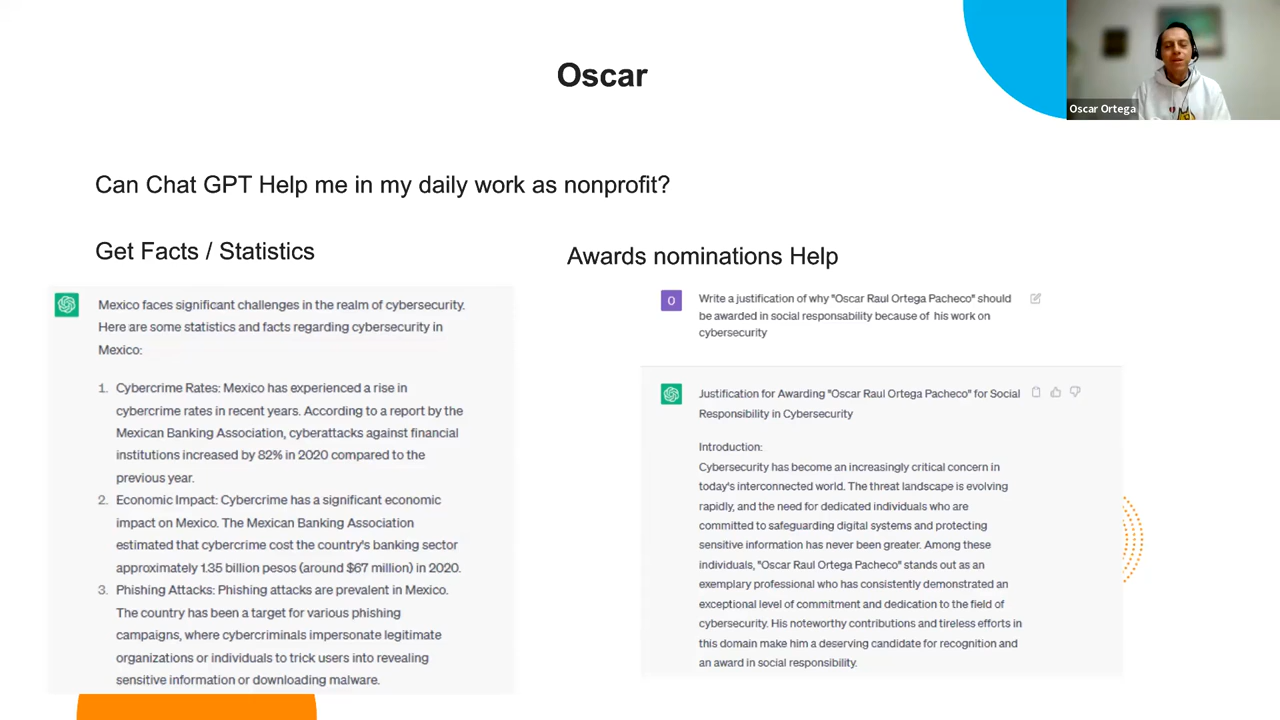 Oscar
Oscar Ortega
Can Chat GPT Help me in my daily work as nonprofit?
Get Facts / Statistics
Mexico faces significant challenges in the realm of cybersecurity.
Here are some statistics and facts regarding cybersecurity in
Mexico:
1. Cybercrime Rates: Mexico has experienced a rise in
cybercrime rates in recent years. According to a report by the
Mexican Banking Association, cyberattacks against financial
institutions increased by 82% in 2020 compared to the
previous year.
2. Economic Impact: Cybercrime has a significant economic
impact on Mexico. The Mexican Banking Association
estimated that cybercrime cost the country's banking sector
approximately 1.35 billion pesos (around $67 million) in 2020.
3. Phishing Attacks: Phishing attacks are prevalent in Mexico.
The country has been a target for various phishing
campaigns, where cybercriminals impersonate legitimate
organizations or individuals to trick users into revealing
sensitive information or downloading malware.
Awards nominations Help
O
Write a justification of why "Oscar Raul Ortega Pacheco" should
be awarded in social responsability because of his work on
cybersecurity
Justification for Awarding "Oscar Raul Ortega Pacheco" for Social
Responsibility in Cybersecurity
Introduction:
Cybersecurity has become an increasingly critical concern in
today's interconnected world. The threat landscape is evolving
rapidly, and the need for dedicated individuals who are
committed to safeguarding digital systems and protecting
sensitive information has never been greater. Among these
individuals, "Oscar Raul Ortega Pacheco" stands out as an
exemplary professional who has consistently demonstrated an
exceptional level of commitment and dedication to the field of
cybersecurity. His noteworthy contributions and tireless efforts in
this domain make him a deserving candidate for recognition and
an award in social responsibility.